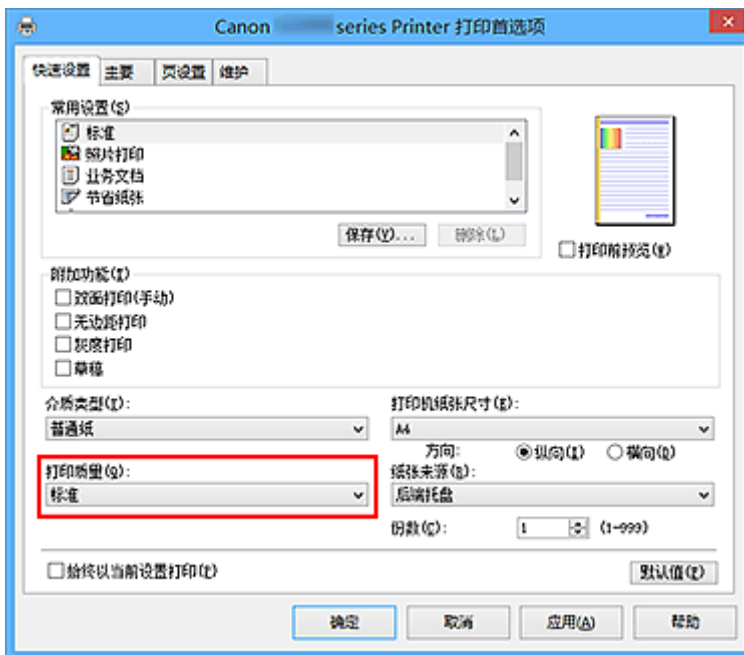 Canon series Printer 打印首选项
快速设置 主要 页设置 维护
常用设置(S)
标准
照片打印
业务文档
节省纸张
保存(Y)... 删除(L)
打印前预览(W)
附加功能(I)
双面打印(手动)
无边距打印
灰度打印
草稿
介质类型(I): 打印机纸张尺寸(E):
普通纸 A4
方向: 纵向(I) 横向(D)
打印质量(Q): 纸张来源(B):
标准 后端托盘
份数(C): 1 (1-999)
始终以当前设置打印(P) 默认值(F)
确定 取消 应用(A) 帮助